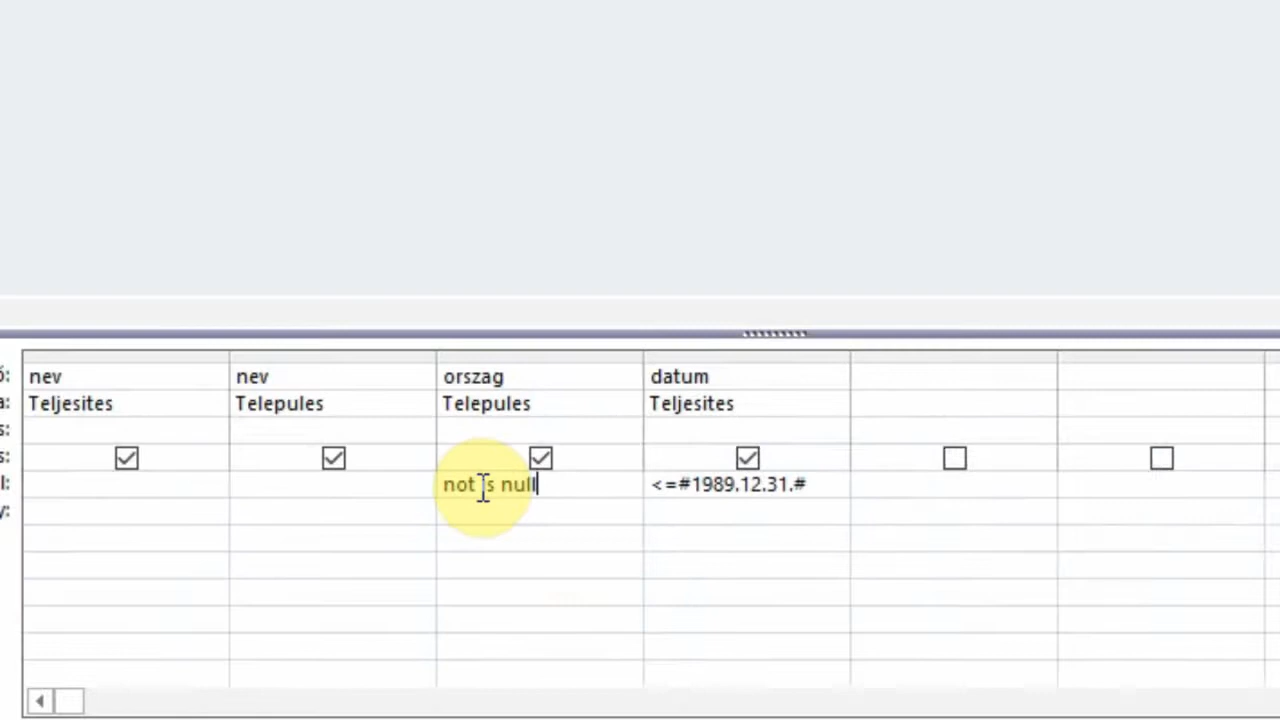 ő: nev nev orszag datum
a: Teljesites Telepules Telepules Teljesites
s:
s:
l: not is null <=#1989.12.31.#
y: